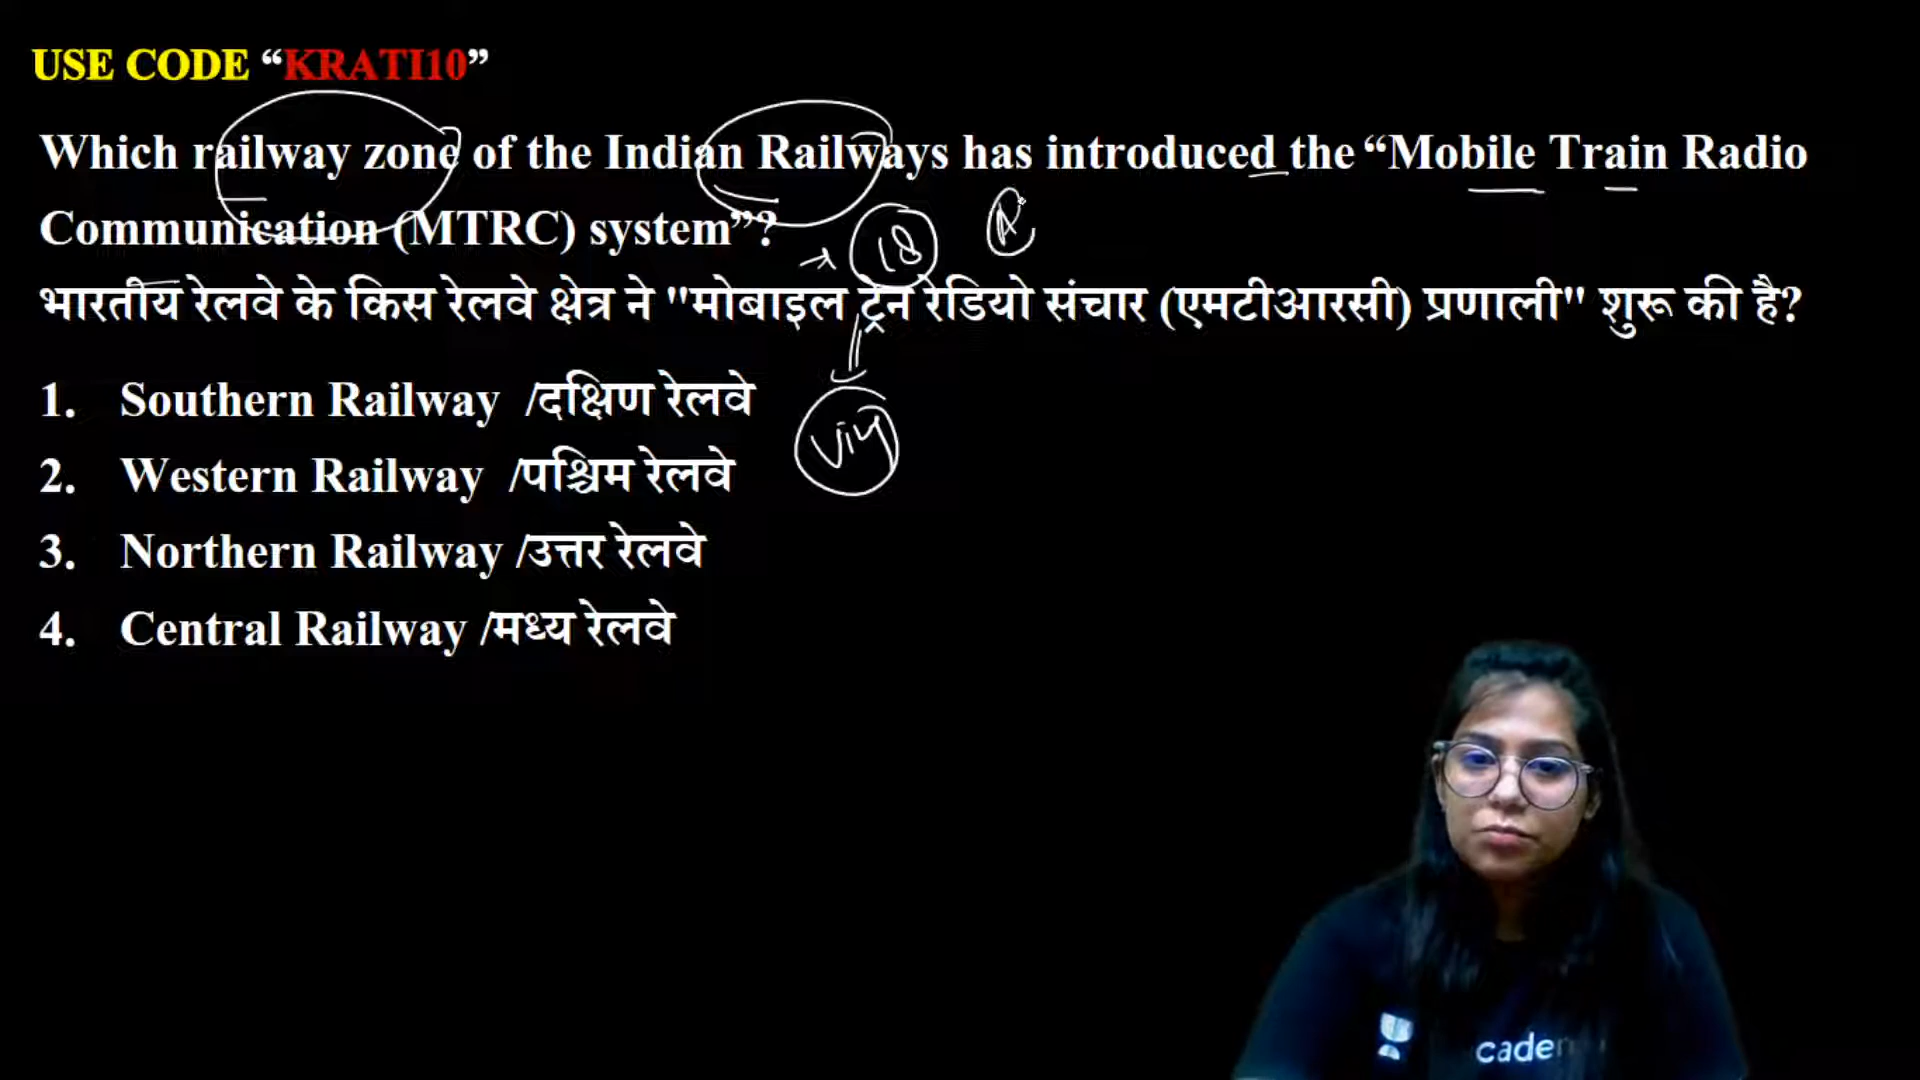 USE CODE “KRATI10”
Which railway zone of the Indian Railways has introduced the “Mobile Train Radio
Communication (MTRC) system”?
18
भारतीय रेलवे के किस रेलवे क्षेत्र ने "मोबाइल ट्रेन रेडियो संचार (एमटीआरसी) प्रणाली" शुरू की है?
1. Southern Railway /दक्षिण रेलवे
2. Western Railway /पश्चिम रेलवे
3. Northern Railway /उत्तर रेलवे
4. Central Railway /मध्य रेलवे